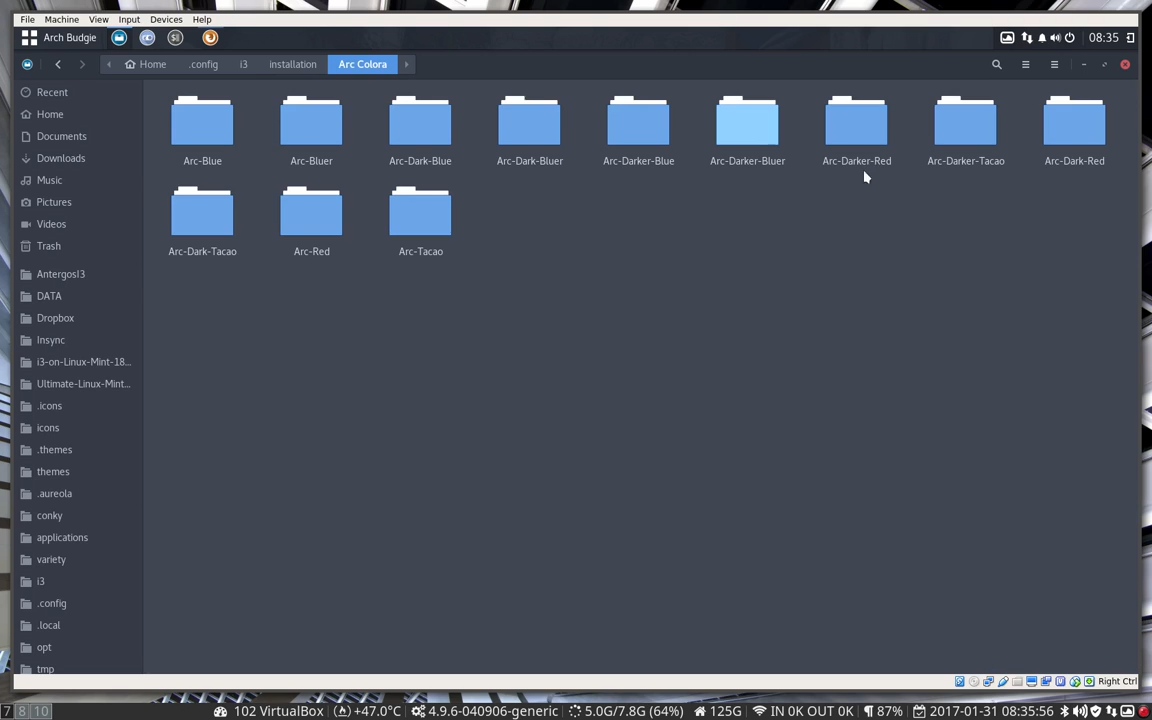 File Machine View Input Devices Help
Arch Budgie 08:35
Home .config i3 installation Arc Colora
Recent
Home
Documents
Downloads
Music
Pictures
Videos
Trash
AntergosI3
DATA
Dropbox
Insync
i3-on-Linux-Mint-18...
Ultimate-Linux-Mint...
.icons
icons
.themes
themes
.aureola
conky
applications
variety
i3
.config
.local
opt
tmp
Arc-Blue Arc-Bluer Arc-Dark-Blue Arc-Dark-Bluer Arc-Darker-Blue Arc-Darker-Bluer Arc-Darker-Red Arc-Darker-Tacao Arc-Dark-Red
Arc-Dark-Tacao Arc-Red Arc-Tacao
Right Ctrl
7 8 10 102 VirtualBox +47.0°C 4.9.6-040906-generic 5.0G/7.8G (64%) 125G IN 0K OUT 0K 87% 2017-01-31 08:35:56